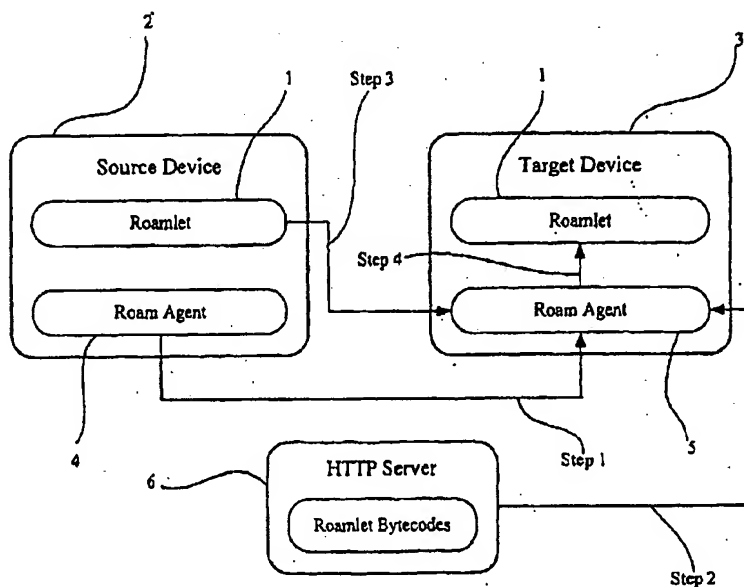 2
Step 3
3
1
1
Source Device
Target Device
Roamlet
Roamlet
Step 4
Roam Agent
Roam Agent
4
Step 1
5
6
HTTP Server
Roamlet Bytecodes
Step 2